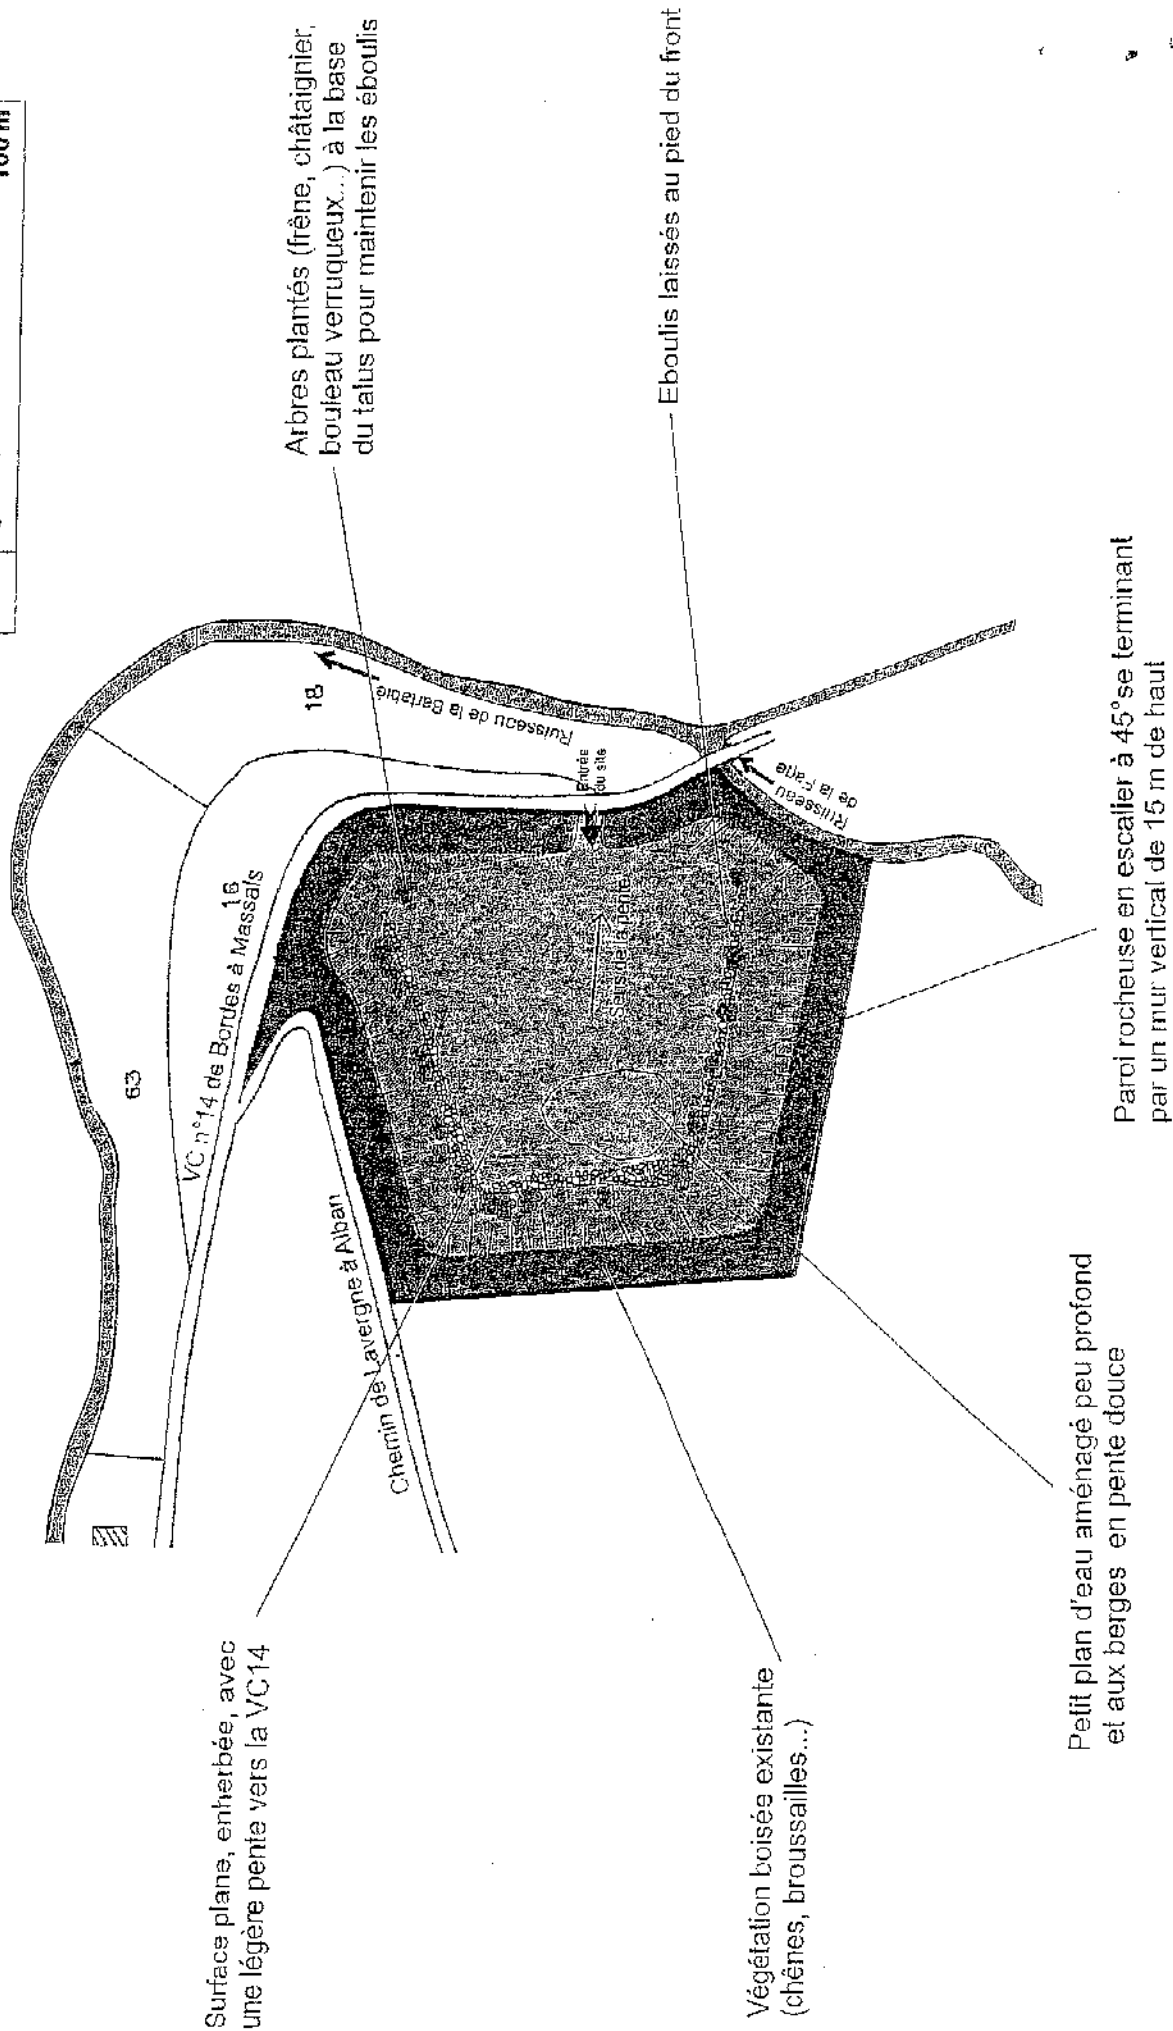 100 m
Arbres plantés (frêne, châtaignier,
bouleau verruqueux...) à la base
du talus pour maintenir les éboulis
Eboulis laissés au pied du front
63
VC n°14 de Bordes à Massals
16
18
Ruisseau de la Bartabié
Entrée
du site
Ruisseau
de la Fage
Sens de la pente
Chemin de Lavergne à Alban
Surface plane, enherbée, avec
une légère pente vers la VC14
Végétation boisée existante
(chênes, broussailles...)
Petit plan d'eau aménagé peu profond
et aux berges en pente douce
Paroi rocheuse en escalier à 45°se terminant
par un mur vertical de 15 m de haut